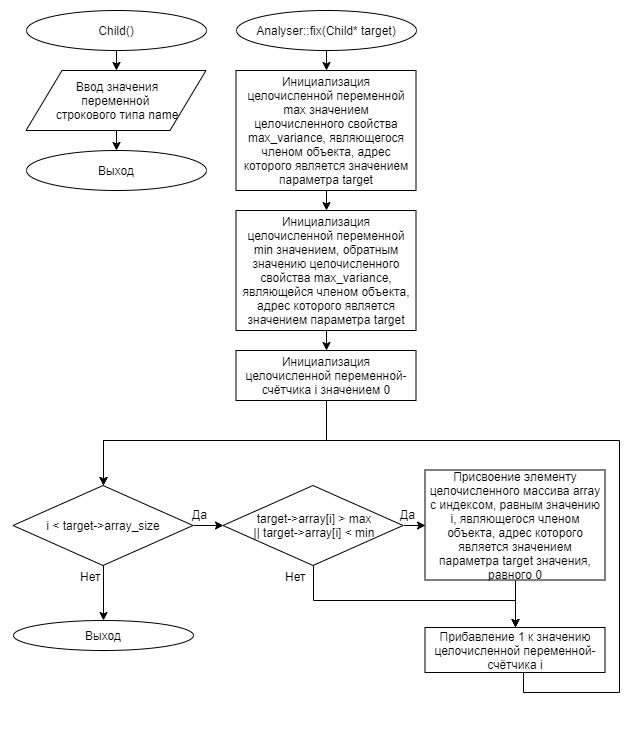 Child()
Ввод значения
переменной
строкового типа name
Выход
Analyser::fix(Child* target)
Инициализация
целочисленной переменной
max значением
целочисленного свойства
max_variance, являющегося
членом объекта, адрес
которого является значением
параметра target
Инициализация
целочисленной переменной
min значением, обратным
значению целочисленного
свойства max_variance,
являющейся членом объекта,
адрес которого является
значением параметра target
Инициализация
целочисленной переменной-
счётчика i значением 0
i < target->array_size
Да
Нет
Выход
target->array[i] > max
|| target->array[i] < min
Да
Нет
Присвоение элементу
целочисленного массива array
с индексом, равным значению
i, являющегося членом
объекта, адрес которого
является значением
параметра target значения,
равного 0
Прибавление 1 к значению
целочисленной переменной-
счётчика i